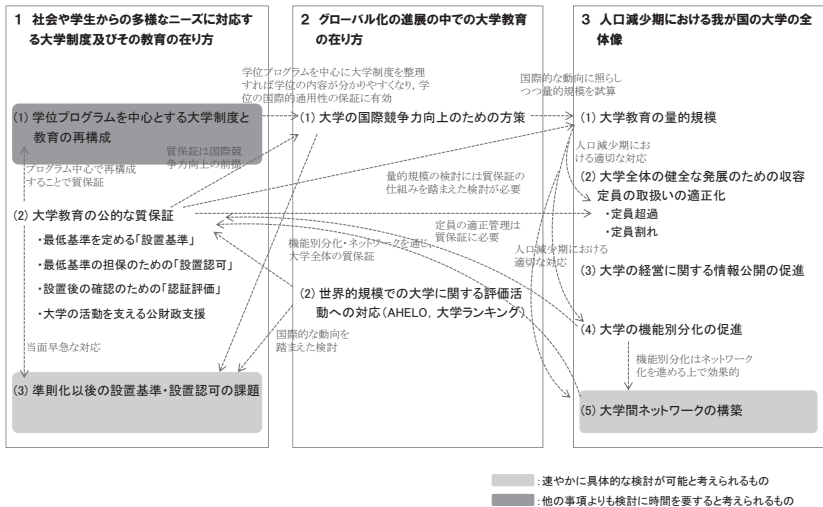 1 社会や学生からの多様なニーズに対応す
る大学制度及びその教育の在り方
(1) 学位プログラムを中心とする大学制度と
教育の再構成
プログラム中心で再構成
することで質保証
(2) 大学教育の公的な質保証
・最低基準を定める「設置基準」
・最低基準の担保のための「設置認可」
・設置後の確認のための「認証評価」
・大学の活動を支える公財政支援
当面早急な対応
(3) 準則化以後の設置基準・設置認可の課題
2 グローバル化の進展の中での大学教育
の在り方
学位プログラムを中心に大学制度を整理
すれば学位の内容が分かりやすくなり, 学
位の国際的通用性の保証に有効
(1) 大学の国際競争力向上のための方策
質保証は国際競
争力向上の前提
量的規模の検討には質保証の
仕組みを踏まえた検討が必要
定員の適正管理は
質保証に必要
機能別分化・ネットワークを通じ,
大学全体の質保証
(2) 世界的規模での大学に関する評価活
動への対応(AHELO, 大学ランキング)
国際的な動向を
踏まえた検討
3 人口減少期における我が国の大学の全
体像
国際的な動向に照らし
つつ量的規模を試算
(1) 大学教育の量的規模
人口減少期にお
ける適切な対応
(2) 大学全体の健全な発展のための収容
定員の取扱いの適正化
・定員超過
・定員割れ
人口減少期における
適切な対応
(3) 大学の経営に関する情報公開の促進
(4) 大学の機能別分化の促進
機能別分化はネットワーク
化を進める上で効果的
(5) 大学間ネットワークの構築
:速やかに具体的な検討が可能と考えられるもの
:他の事項よりも検討に時間を要すると考えられるもの